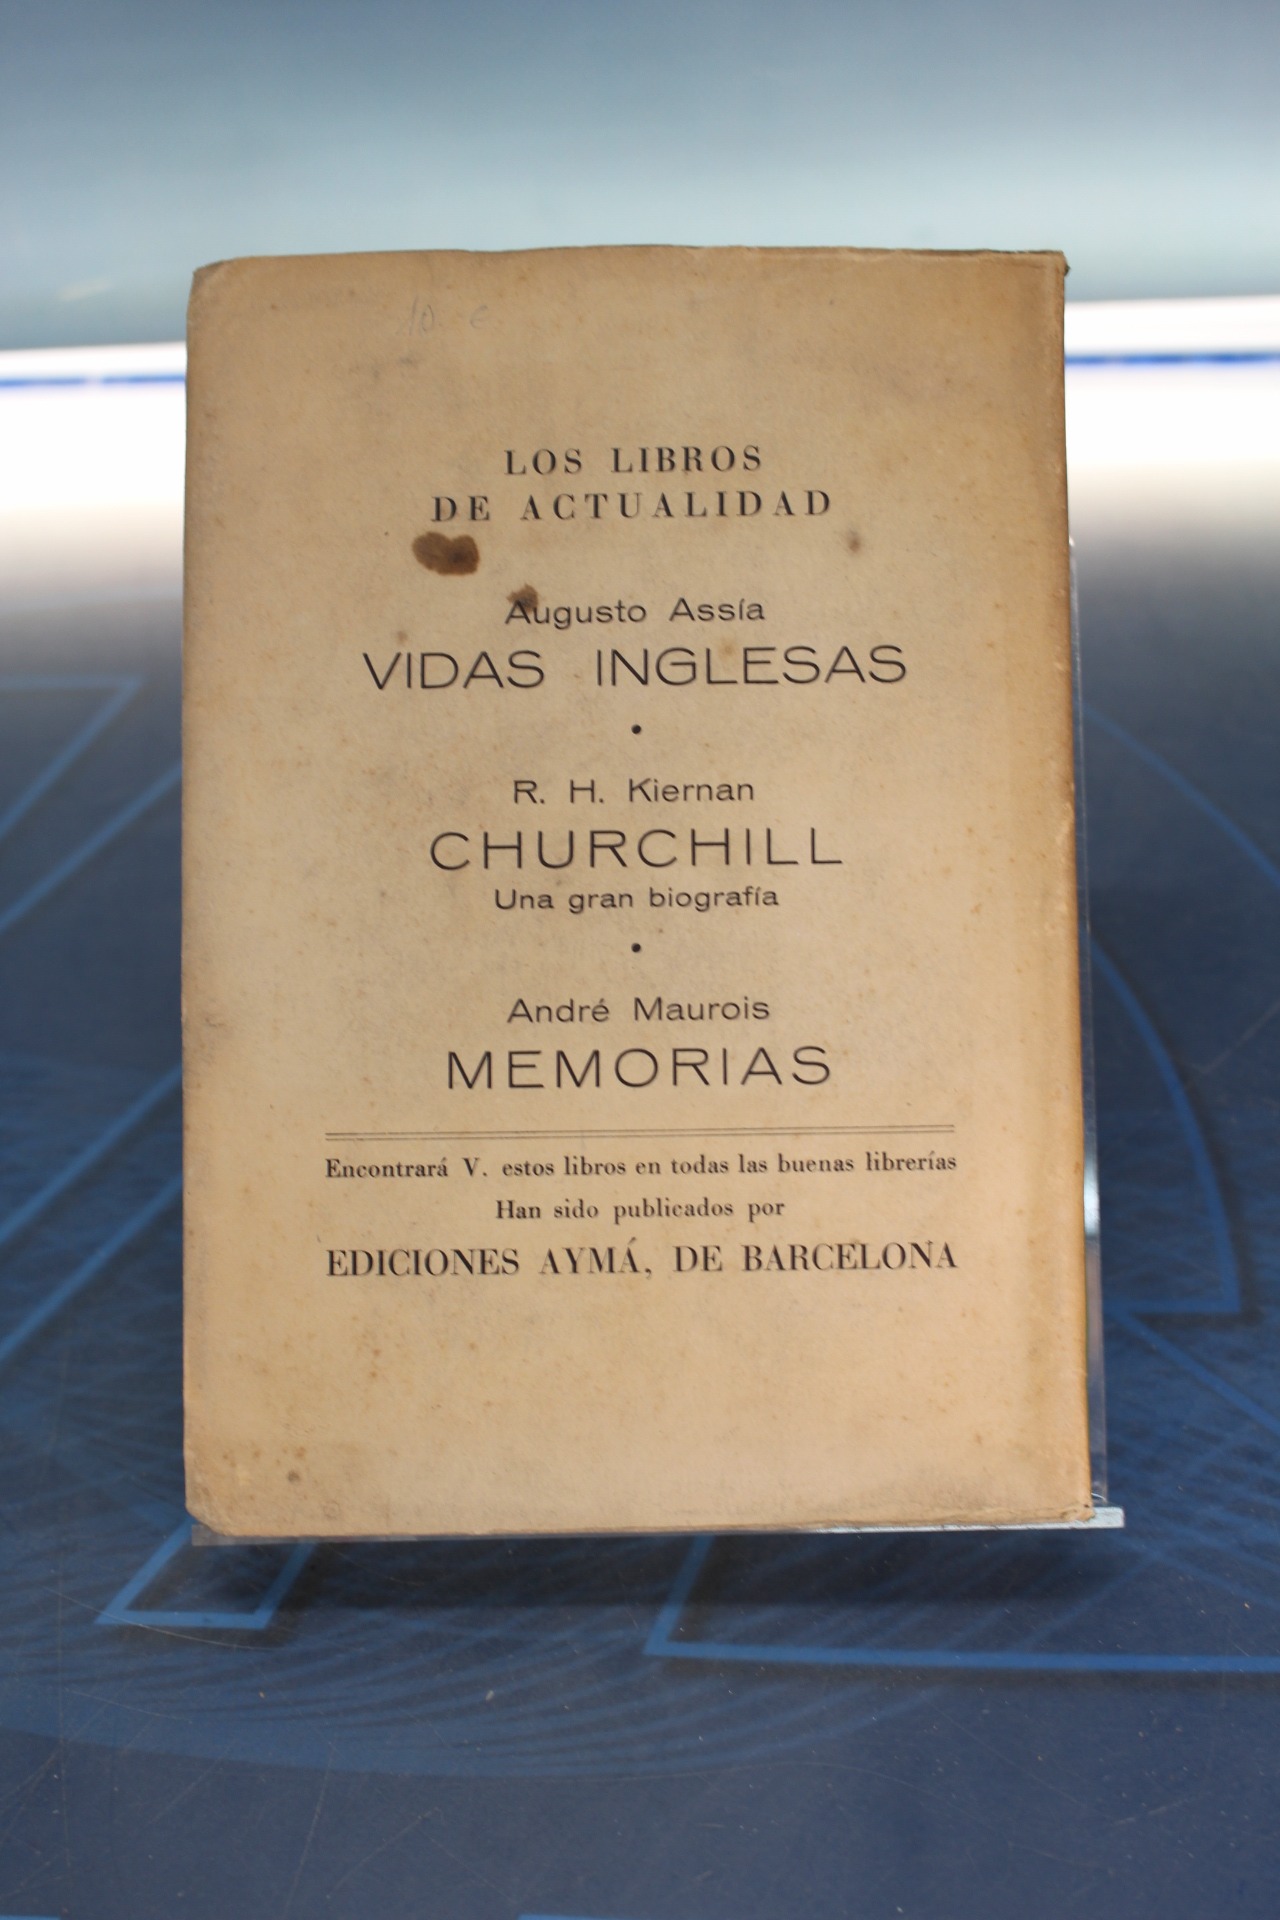 10 €
LOS LIBROS
DE ACTUALIDAD
Augusto Assía
VIDAS INGLESAS
•
R. H. Kiernan
CHURCHILL
Una gran biografía
•
André Maurois
MEMORIAS
Encontrará V. estos libros en todas las buenas librerías
Han sido publicados por
EDICIONES AYMÁ, DE BARCELONA